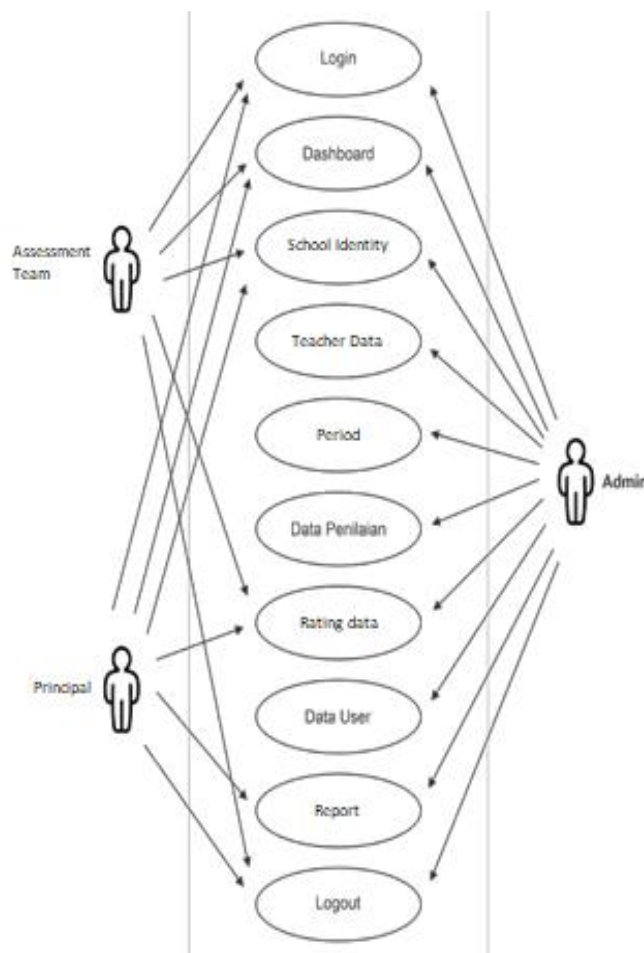 Login
Dashboard
School Identity
Teacher Data
Period
Data Penilaian
Rating data
Data User
Report
Logout
Assessment
Team
Principal
Admin